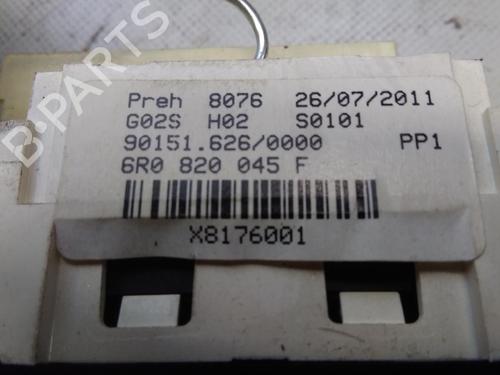 Preh 8076 26/07/2011
G02S H02 S0101
90151.626/0000 PP1
6R0 820 045 F
X8176001
B-PARTS